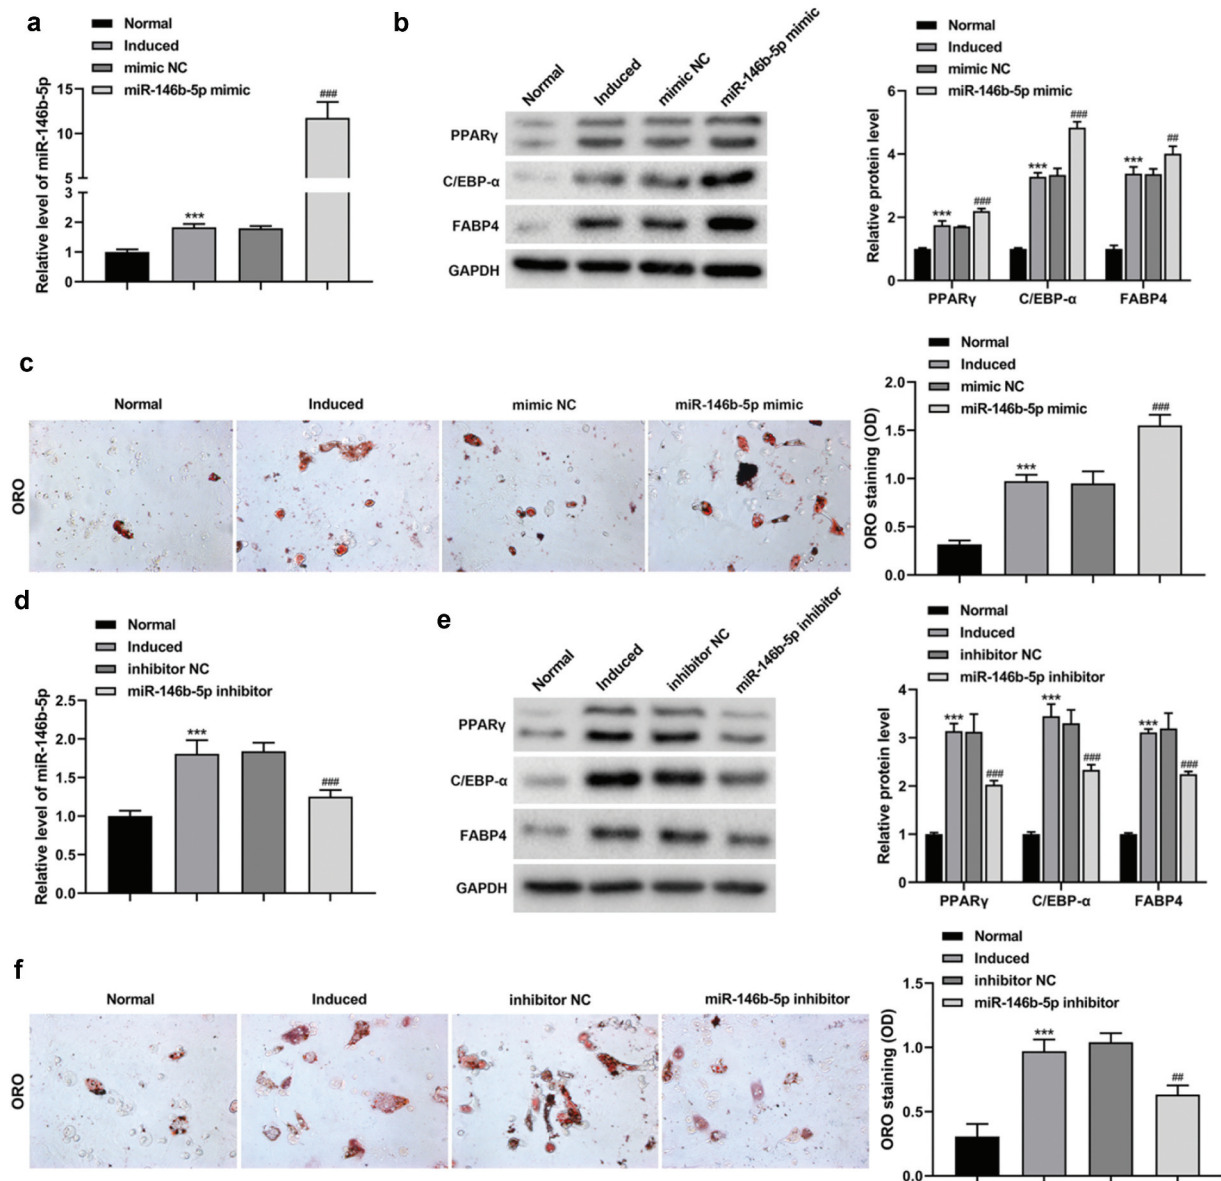 a
Normal
Induced
mimic NC
miR-146b-5p mimic
Relative level of miR-146b-5p
15
10
5
3
2
1
0
***
###
b
Normal
Induced
mimic NC
miR-146b-5p mimic
PPARγ
C/EBP-α
FABP4
GAPDH
Normal
Induced
mimic NC
miR-146b-5p mimic
Relative protein level
6
4
2
0
***
###
***
###
***
##
PPARγ
C/EBP-α
FABP4
c
Normal
Induced
mimic NC
miR-146b-5p mimic
ORO
Normal
Induced
mimic NC
miR-146b-5p mimic
ORO staining (OD)
2.0
1.5
1.0
0.5
0.0
***
###
d
Normal
Induced
inhibitor NC
miR-146b-5p inhibitor
Relative level of miR-146b-5p
2.5
2.0
1.5
1.0
0.5
0.0
***
###
e
Normal
Induced
inhibitor NC
miR-146b-5p inhibitor
PPARγ
C/EBP-α
FABP4
GAPDH
Normal
Induced
inhibitor NC
miR-146b-5p inhibitor
Relative protein level
4
3
2
1
0
***
###
***
###
***
###
PPARγ
C/EBP-α
FABP4
f
Normal
Induced
inhibitor NC
miR-146b-5p inhibitor
ORO
Normal
Induced
inhibitor NC
miR-146b-5p inhibitor
ORO staining (OD)
1.5
1.0
0.5
0.0
***
##